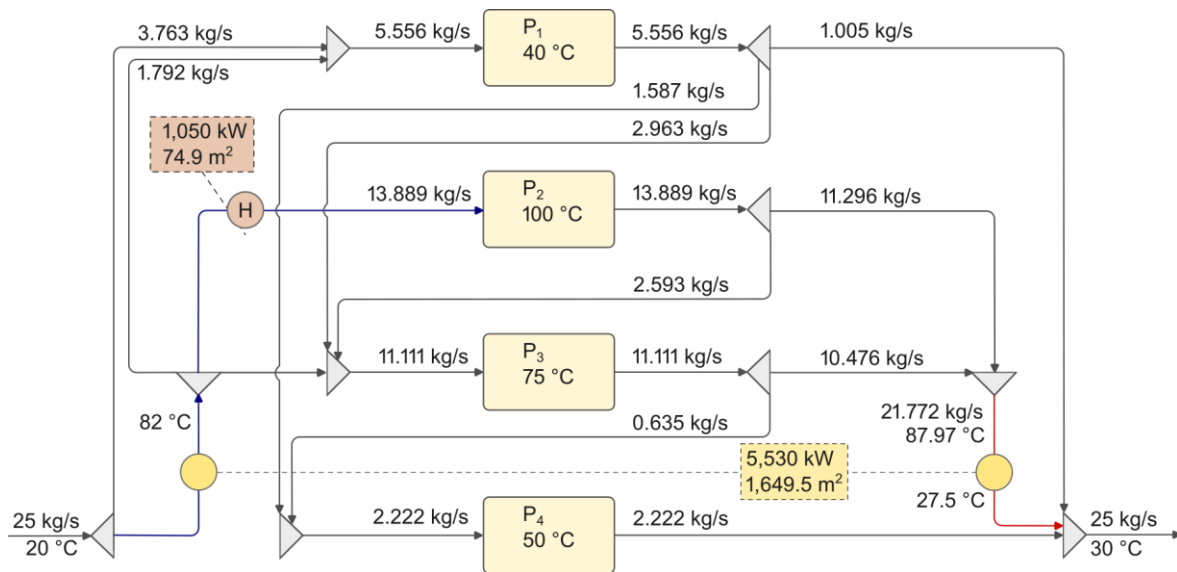 3.763 kg/s
5.556 kg/s
P₁
40 °C
5.556 kg/s
1.005 kg/s
1.792 kg/s
1.587 kg/s
2.963 kg/s
1,050 kW
74.9 m²
H
13.889 kg/s
P₂
100 °C
13.889 kg/s
11.296 kg/s
2.593 kg/s
11.111 kg/s
P₃
75 °C
11.111 kg/s
10.476 kg/s
82 °C
0.635 kg/s
21.772 kg/s
87.97 °C
5,530 kW
1,649.5 m²
27.5 °C
25 kg/s
20 °C
2.222 kg/s
P₄
50 °C
2.222 kg/s
25 kg/s
30 °C